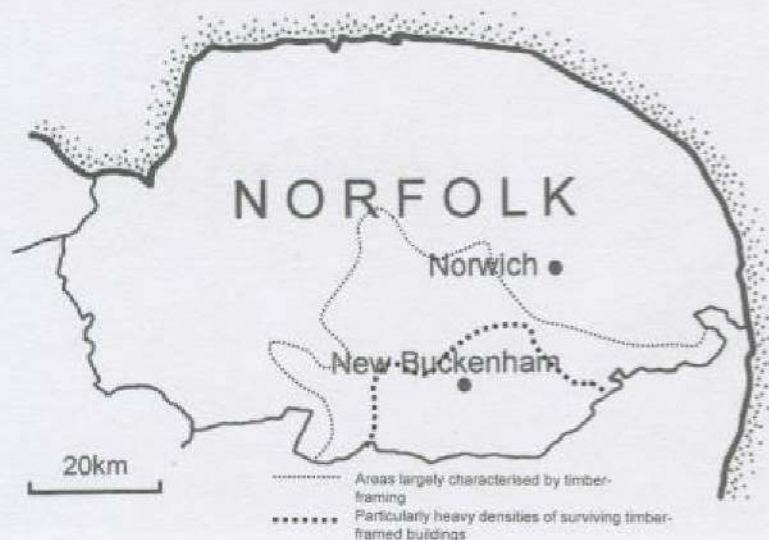 NORFOLK
Norwich
New Buckenham
20km
Areas largely characterised by timber-
framing
Particularly heavy densities of surviving timber-
framed buildings